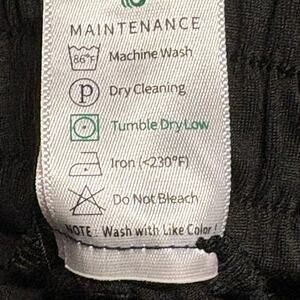 MAINTENANCE
86°F Machine Wash
P Dry Cleaning
Tumble Dry Low
Iron (<230°F)
Do Not Bleach
NOTE : Wash with Like Color !